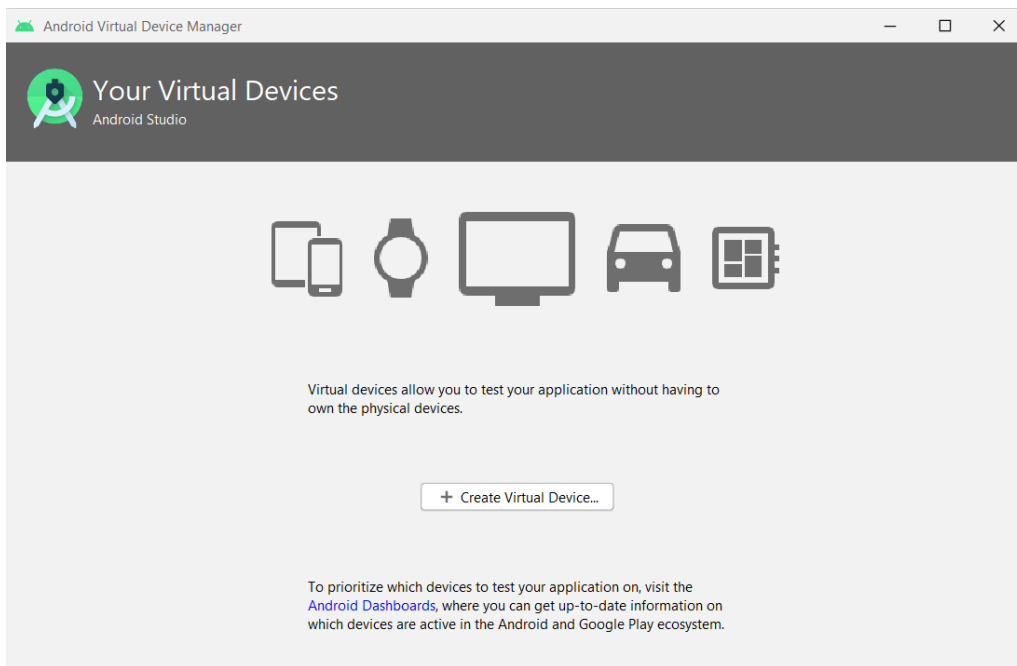 Android Virtual Device Manager
Your Virtual Devices
Android Studio
Virtual devices allow you to test your application without having to
own the physical devices.
+ Create Virtual Device...
To prioritize which devices to test your application on, visit the
Android Dashboards, where you can get up-to-date information on
which devices are active in the Android and Google Play ecosystem.